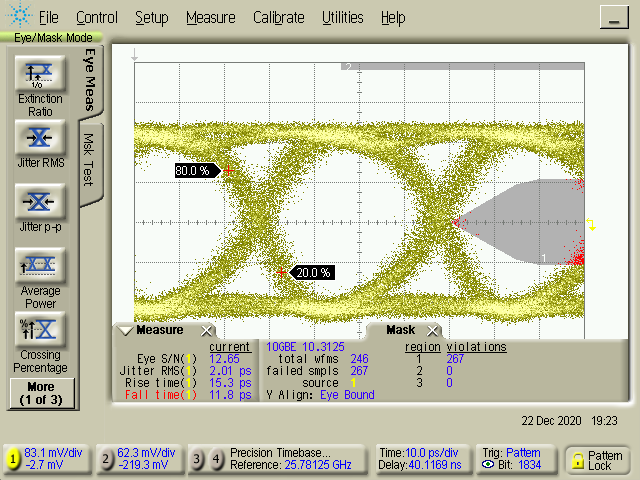 File Control Setup Measure Calibrate Utilities Help
Eye/Mask Mode
Extinction
Ratio
Jitter RMS
Jitter p-p
Average
Power
Crossing
Percentage
More
(1 of 3)
Eye Meas
Msk Test
2
80.0 %
20.0 %
1
Measure
current
Eye S/N(1) 12.65
Jitter RMS(1) 2.01 ps
Rise time(1) 15.3 ps
Fall time(1) 11.8 ps
Mask
10GBE 10.3125
total wfms 246
failed smpls 267
source 1
Y Align: Eye Bound
region violations
1 267
2 0
3 0
22 Dec 2020 19:23
1 83.1 mV/div
-2.7 mV
2 62.3 mV/div
-219.3 mV
3 4
Precision Timebase...
Reference: 25.78125 GHz
Time:10.0 ps/div
Delay:40.1169 ns
Trig: Pattern
Bit: 1834
Pattern
Lock